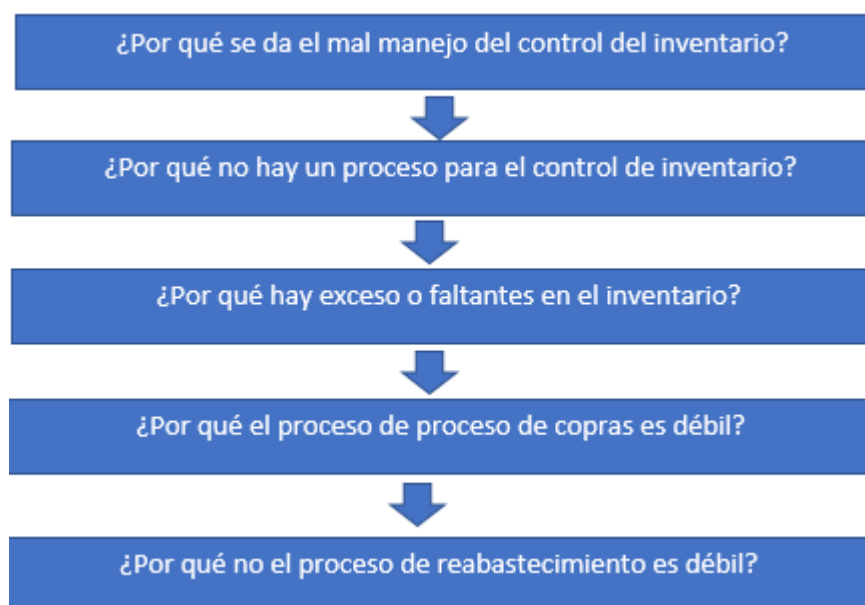 ¿Por qué se da el mal manejo del control del inventario?
¿Por qué no hay un proceso para el control de inventario?
¿Por qué hay exceso o faltantes en el inventario?
¿Por qué el proceso de proceso de copras es débil?
¿Por qué no el proceso de reabastecimiento es débil?